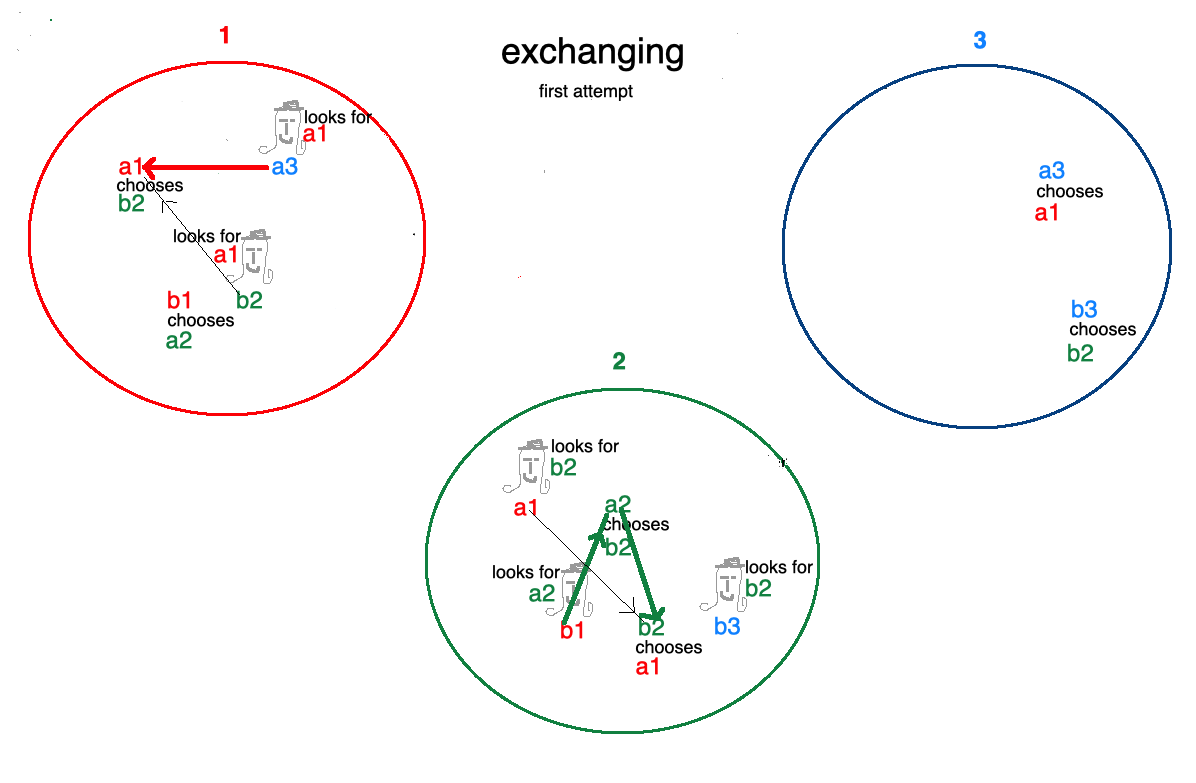 exchanging
first attempt
1
looks for
a1
a1
a3
chooses
b2
looks for
a1
b1
b2
chooses
a2
3
a3
chooses
a1
b3
chooses
b2
2
looks for
b2
a1
a2
chooses
b2
looks for
a2
b1
b2
chooses
a1
looks for
b2
b3